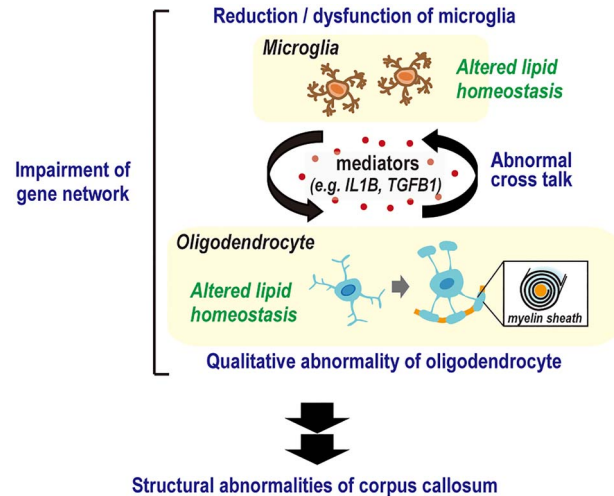 Reduction / dysfunction of microglia
Microglia
Altered lipid
homeostasis
Impairment of
gene network
mediators
(e.g. IL1B, TGFB1)
Abnormal
cross talk
Oligodendrocyte
Altered lipid
homeostasis
myelin sheath
Qualitative abnormality of oligodendrocyte
Structural abnormalities of corpus callosum